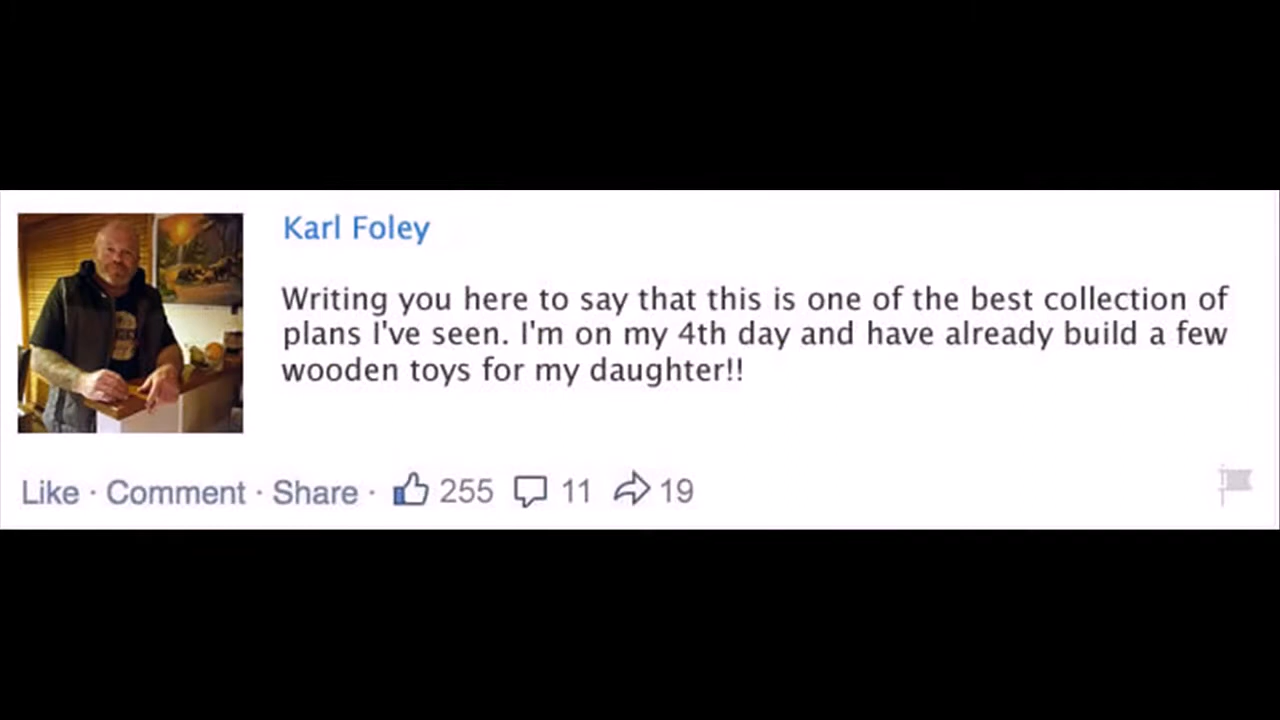 Karl Foley
Writing you here to say that this is one of the best collection of
plans I've seen. I'm on my 4th day and have already build a few
wooden toys for my daughter!!
Like · Comment · Share · 255 11 19